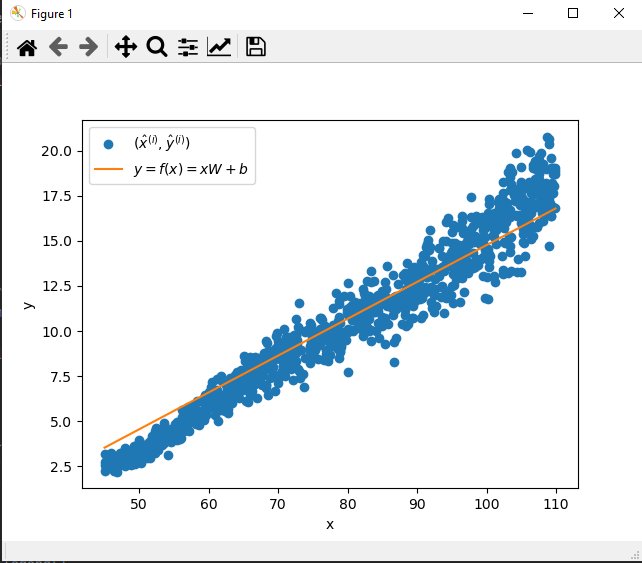 Figure 1
(x̂⁽ⁱ⁾, ŷ⁽ⁱ⁾)
y = f(x) = xW + b
20.0
17.5
15.0
12.5
10.0
7.5
5.0
2.5
y
50 60 70 80 90 100 110
x